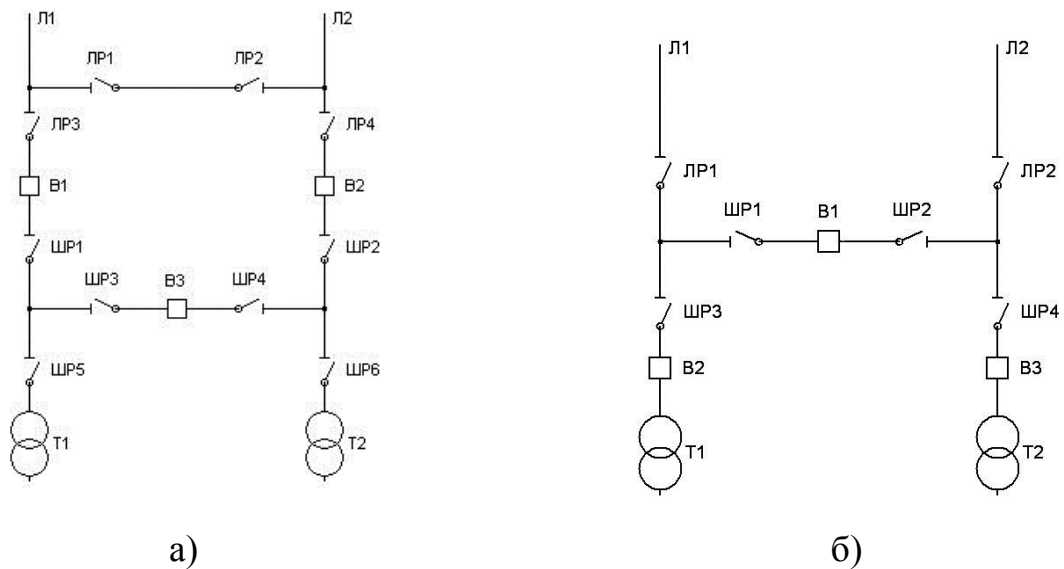 Л1 Л2
ЛР1 ЛР2
ЛР3 ЛР4
В1 В2
ШР1 ШР2
ШР3 В3 ШР4
ШР5 ШР6
Т1 Т2
а)
Л1 Л2
ЛР1 ЛР2
ШР1 В1 ШР2
ШР3 ШР4
В2 В3
Т1 Т2
б)